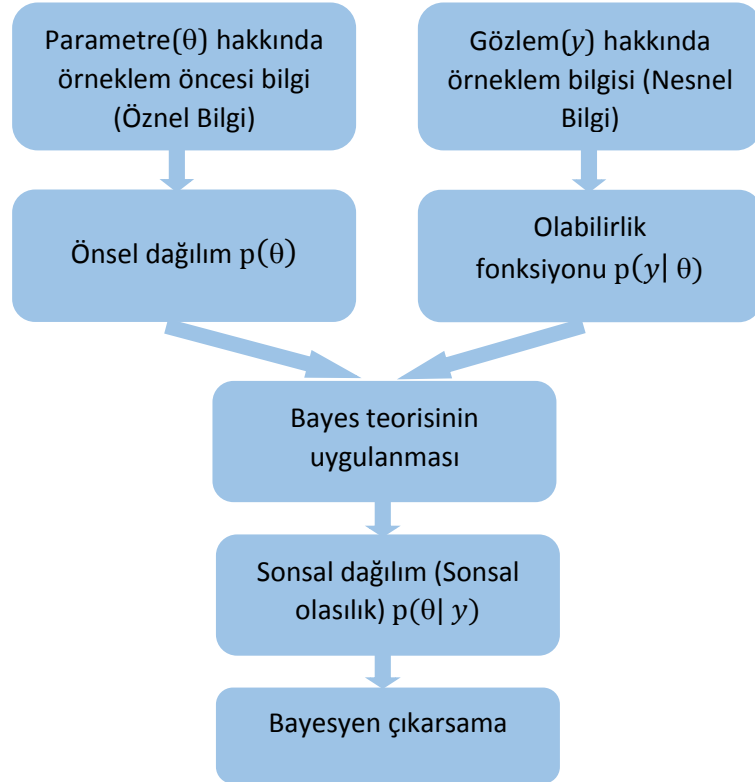 Parametre(θ) hakkında
örneklem öncesi bilgi
(Öznel Bilgi)
Gözlem(y) hakkında
örneklem bilgisi (Nesnel
Bilgi)
Önsel dağılım p(θ)
Olabilirlik
fonksiyonu p(y| θ)
Bayes teorisinin
uygulanması
Sonsal dağılım (Sonsal
olasılık) p(θ| y)
Bayesyen çıkarsama